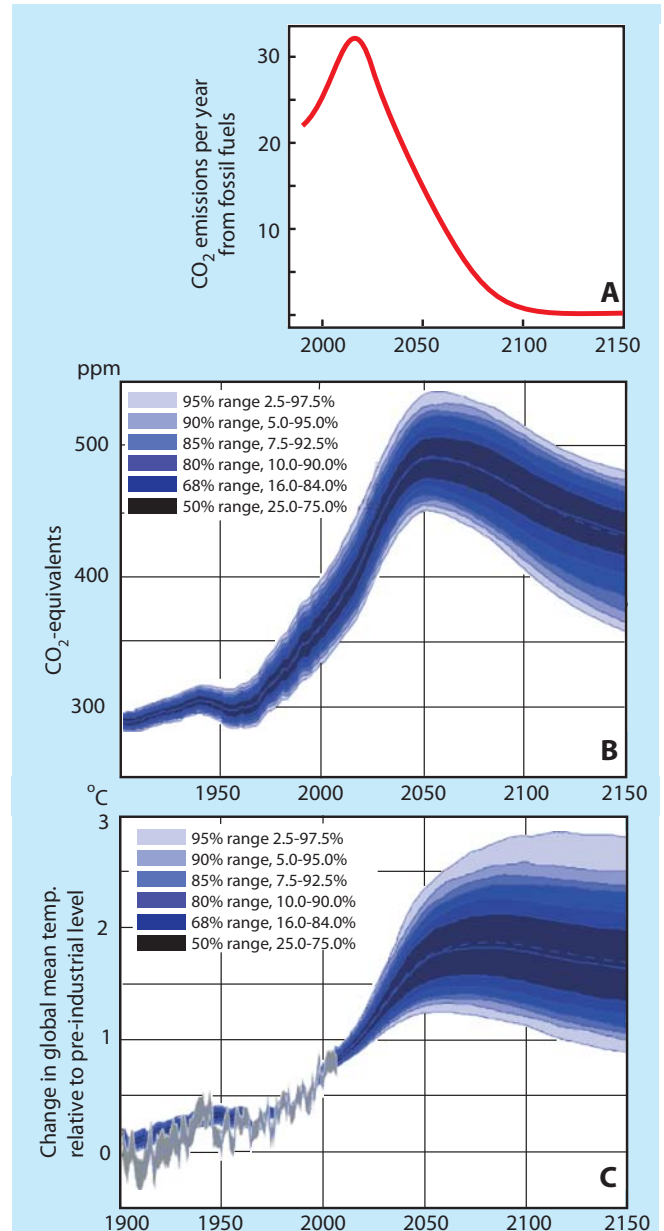 CO2 emissions per year
from fossil fuels
30
20
10
A
2000 2050 2100 2150
ppm
95% range 2.5-97.5%
90% range, 5.0-95.0%
85% range, 7.5-92.5%
80% range, 10.0-90.0%
68% range, 16.0-84.0%
50% range, 25.0-75.0%
CO2-equivalents
500
400
300
B
1950 2000 2050 2100 2150
°C
95% range 2.5-97.5%
90% range, 5.0-95.0%
85% range, 7.5-92.5%
80% range, 10.0-90.0%
68% range, 16.0-84.0%
50% range, 25.0-75.0%
Change in global mean temp.
relative to pre-industrial level
3
2
1
0
C
1900 1950 2000 2050 2100 2150